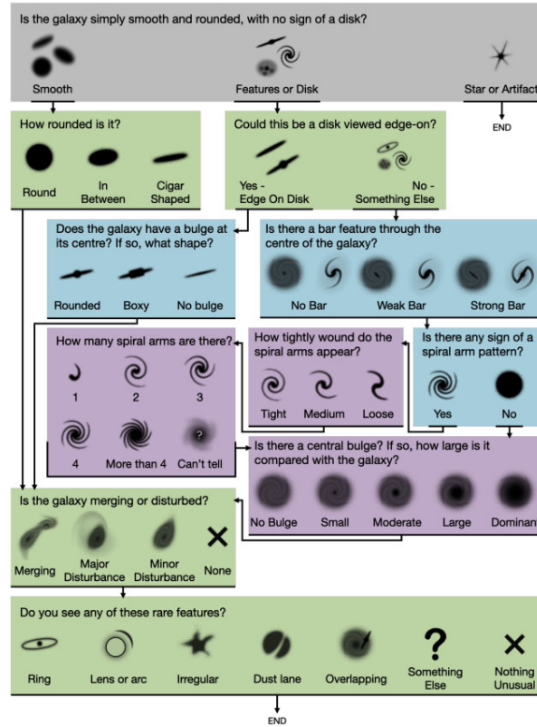 Is the galaxy simply smooth and rounded, with no sign of a disk?
Smooth
Features or Disk
Star or Artifact
END
How rounded is it?
Round
In
Between
Cigar
Shaped
Could this be a disk viewed edge-on?
Yes -
Edge On Disk
No -
Something Else
Does the galaxy have a bulge at
its centre? If so, what shape?
Rounded
Boxy
No bulge
Is there a bar feature through the
centre of the galaxy?
No Bar
Weak Bar
Strong Bar
How many spiral arms are there?
1
2
3
4
More than 4
?
Can't tell
How tightly wound do the
spiral arms appear?
Tight
Medium
Loose
Is there any sign of a
spiral arm pattern?
Yes
No
Is there a central bulge? If so, how large is it
compared with the galaxy?
No Bulge
Small
Moderate
Large
Dominant
Is the galaxy merging or disturbed?
Merging
Major
Disturbance
Minor
Disturbance
None
Do you see any of these rare features?
Ring
Lens or arc
Irregular
Dust lane
Overlapping
?
Something
Else
Nothing
Unusual
END